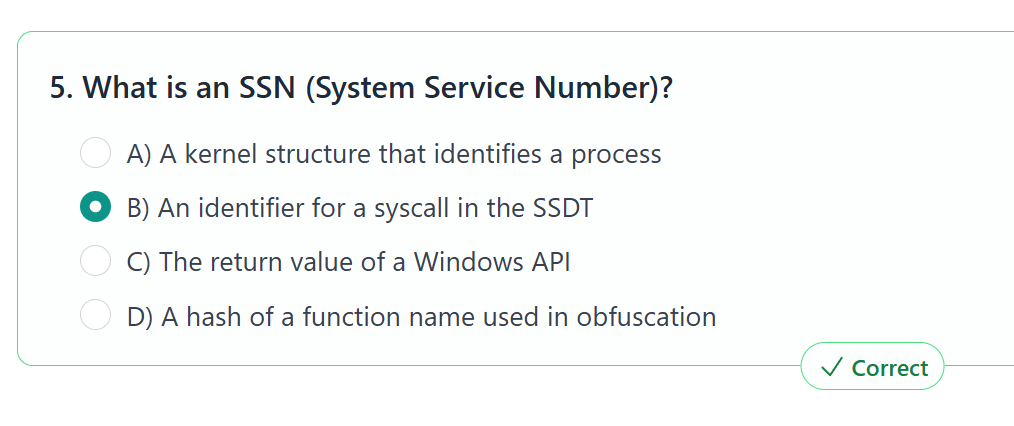 5. What is an SSN (System Service Number)?
A) A kernel structure that identifies a process
B) An identifier for a syscall in the SSDT
C) The return value of a Windows API
D) A hash of a function name used in obfuscation
Correct